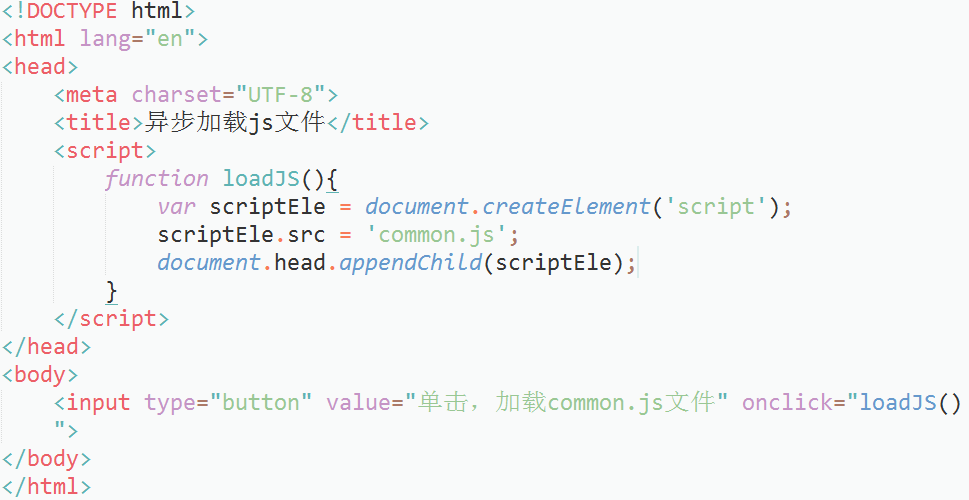 <!DOCTYPE html>
<html lang="en">
<head>
    <meta charset="UTF-8">
    <title>异步加载js文件</title>
    <script>
        function loadJS(){
            var scriptEle = document.createElement('script');
            scriptEle.src = 'common.js';
            document.head.appendChild(scriptEle);
        }
    </script>
</head>
<body>
    <input type="button" value="单击，加载common.js文件" onclick="loadJS()
    ">
</body>
</html>